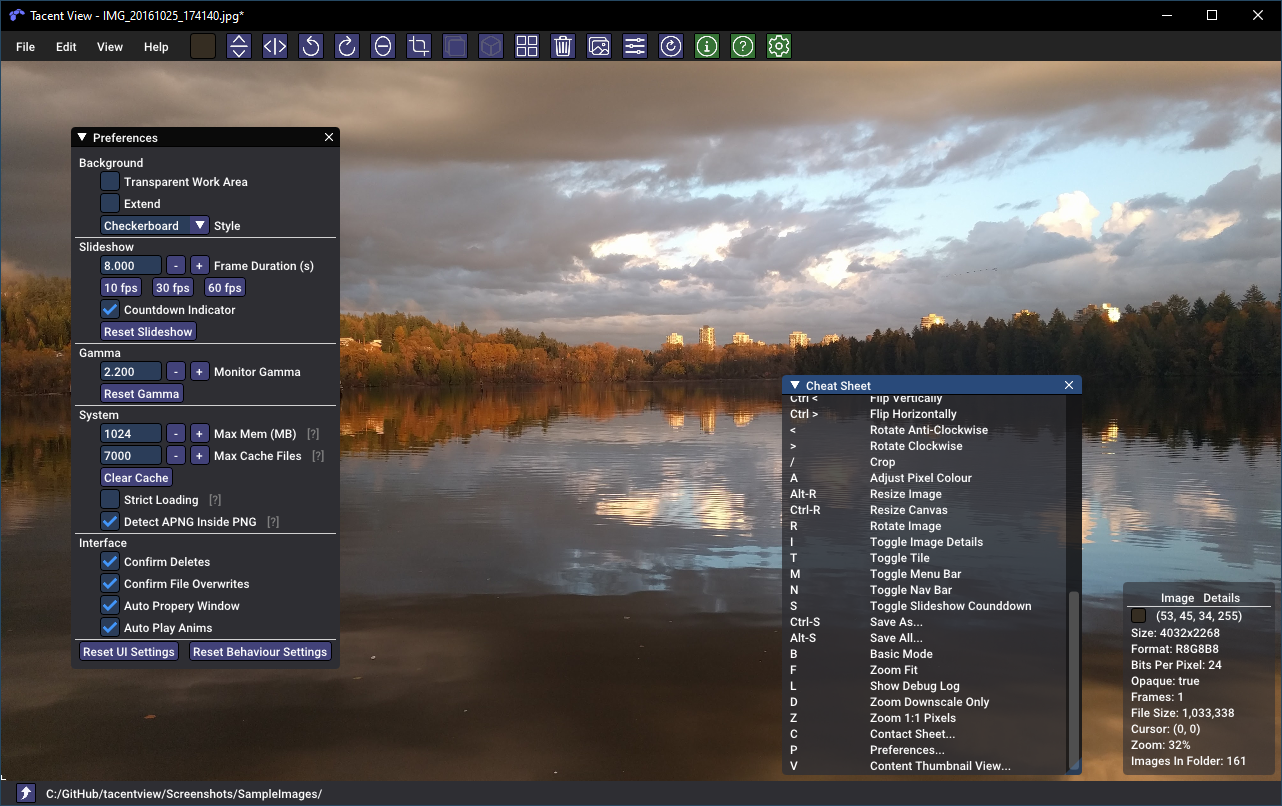 Tacent View - IMG_20161025_174140.jpg*
File Edit View Help
Preferences
Background
Transparent Work Area
Extend
Checkerboard Style
Slideshow
8.000 - + Frame Duration (s)
10 fps 30 fps 60 fps
Countdown Indicator
Reset Slideshow
Gamma
2.200 - + Monitor Gamma
Reset Gamma
System
1024 - + Max Mem (MB) [?]
7000 - + Max Cache Files [?]
Clear Cache
Strict Loading [?]
Detect APNG Inside PNG [?]
Interface
Confirm Deletes
Confirm File Overwrites
Auto Propery Window
Auto Play Anims
Reset UI Settings Reset Behaviour Settings
Cheat Sheet
Ctrl < Flip Vertically
Ctrl > Flip Horizontally
< Rotate Anti-Clockwise
> Rotate Clockwise
/ Crop
A Adjust Pixel Colour
Alt-R Resize Image
Ctrl-R Resize Canvas
R Rotate Image
I Toggle Image Details
T Toggle Tile
M Toggle Menu Bar
N Toggle Nav Bar
S Toggle Slideshow Counddown
Ctrl-S Save As...
Alt-S Save All...
B Basic Mode
F Zoom Fit
L Show Debug Log
D Zoom Downscale Only
Z Zoom 1:1 Pixels
C Contact Sheet...
P Preferences...
V Content Thumbnail View...
Image Details
(53, 45, 34, 255)
Size: 4032x2268
Format: R8G8B8
Bits Per Pixel: 24
Opaque: true
Frames: 1
File Size: 1,033,338
Cursor: (0, 0)
Zoom: 32%
Images In Folder: 161
C:/GitHub/tacentview/Screenshots/SampleImages/